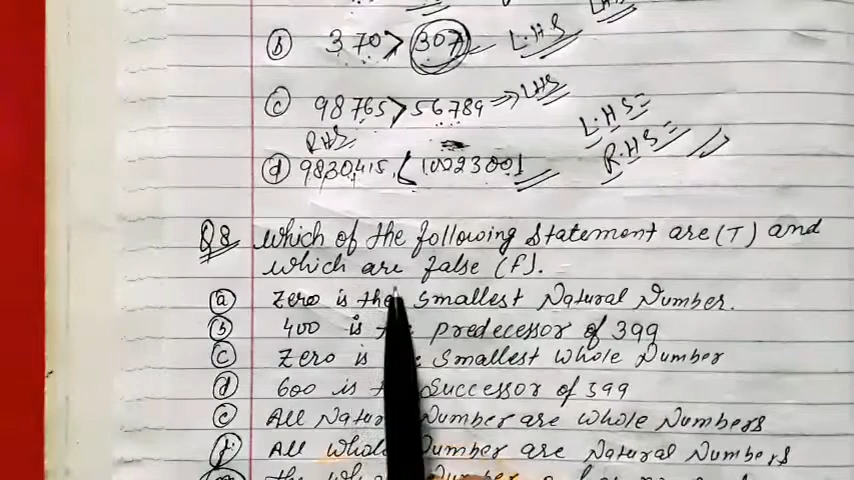 LHS
(b) 370 > 307 L.H.S
(c) 98765 > 56789 => LHS
L.H.S =
RHS
R.H.S =
(d) 9830415 < 10023001
Q8 which of the following Statement are (T) and
which are false (f).
(a) Zero is the smallest Natural Number.
(b) 400 is predecessor of 399
(c) Zero is smallest whole Number
(d) 600 is Successor of 399
(e) All Number are whole Numbers
(f) All Number are Natural Numbers